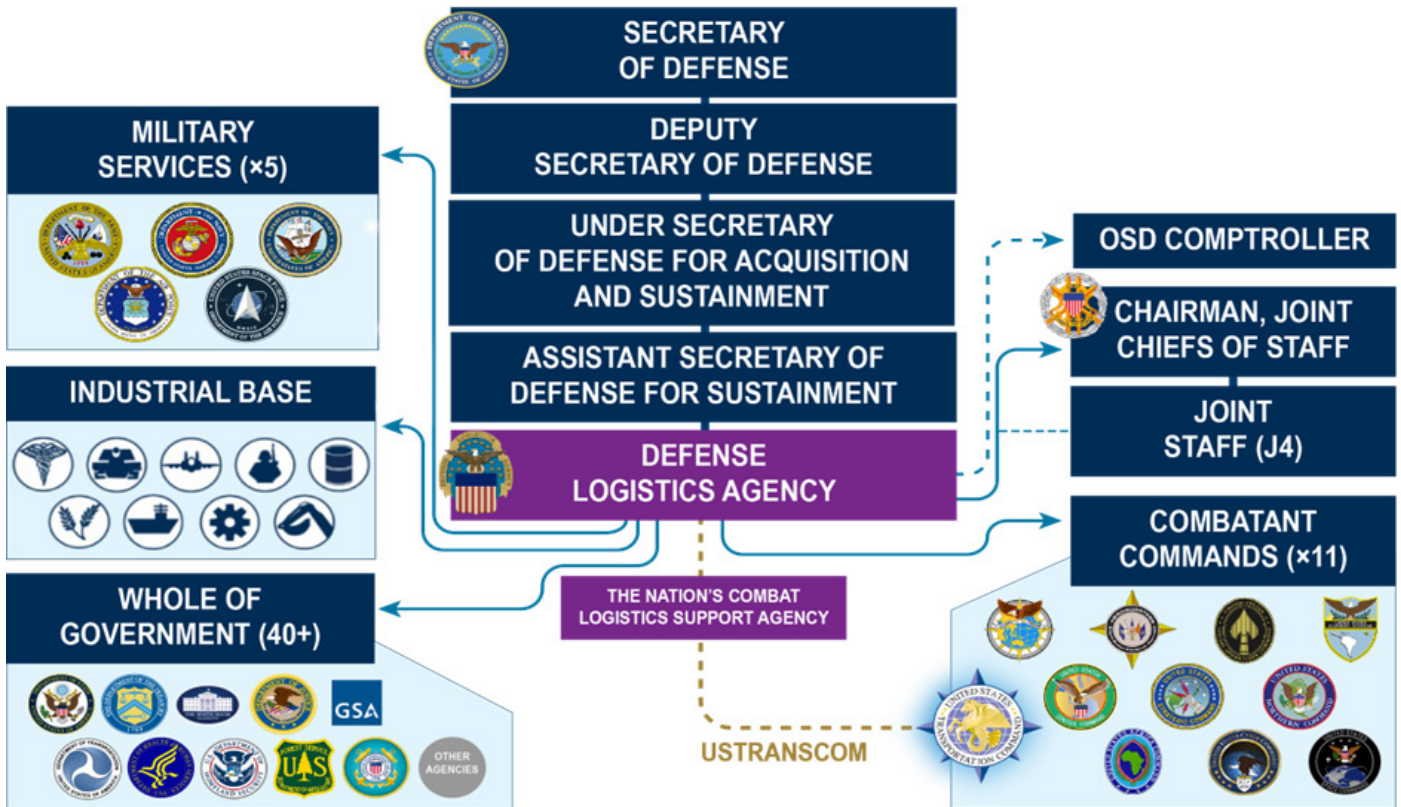 SECRETARY
OF DEFENSE
DEPUTY
SECRETARY OF DEFENSE
UNDER SECRETARY
OF DEFENSE FOR ACQUISITION
AND SUSTAINMENT
ASSISTANT SECRETARY OF
DEFENSE FOR SUSTAINMENT
DEFENSE
LOGISTICS AGENCY
THE NATION'S COMBAT
LOGISTICS SUPPORT AGENCY
USTRANSCOM
MILITARY
SERVICES (×5)
INDUSTRIAL BASE
WHOLE OF
GOVERNMENT (40+)
GSA
OTHER
AGENCIES
OSD COMPTROLLER
CHAIRMAN, JOINT
CHIEFS OF STAFF
JOINT
STAFF (J4)
COMBATANT
COMMANDS (×11)
UNITED STATES
TRANSPORTATION COMMAND